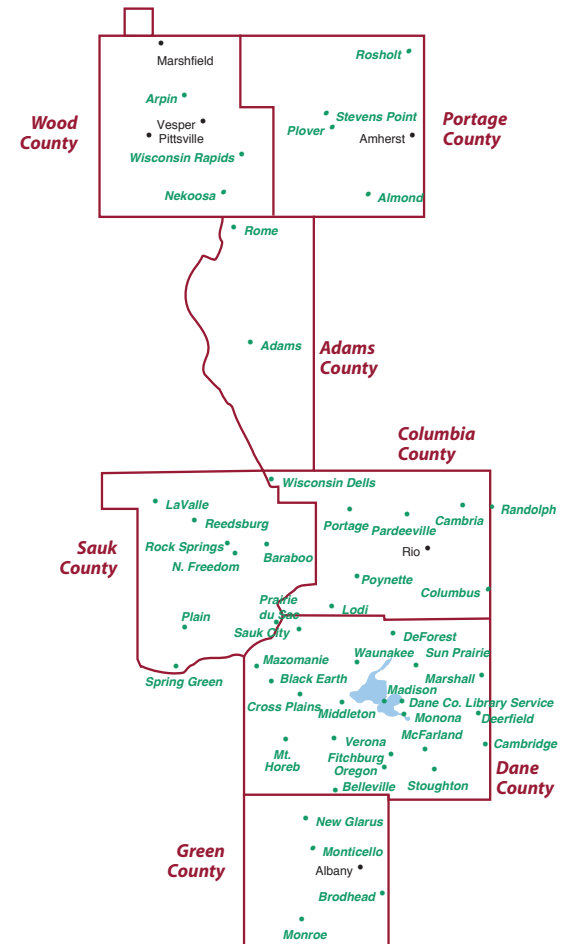 Marshfield
Rosholt
Arpin
Wood
County
Vesper
Pittsville
Stevens Point
Plover
Amherst
Portage
County
Wisconsin Rapids
Nekoosa
Almond
Rome
Adams
Adams
County
Columbia
County
Wisconsin Dells
LaValle
Reedsburg
Portage
Pardeeville
Cambria
Randolph
Sauk
County
Rock Springs
N. Freedom
Baraboo
Rio
Poynette
Columbus
Prairie
du Sac
Lodi
Plain
Sauk City
DeForest
Waunakee
Sun Prairie
Spring Green
Mazomanie
Black Earth
Marshall
Cross Plains
Madison
Middleton
Dane Co. Library Service
Monona
Deerfield
McFarland
Mt.
Horeb
Verona
Fitchburg
Oregon
Cambridge
Stoughton
Belleville
Dane
County
New Glarus
Green
County
Monticello
Albany
Brodhead
Monroe